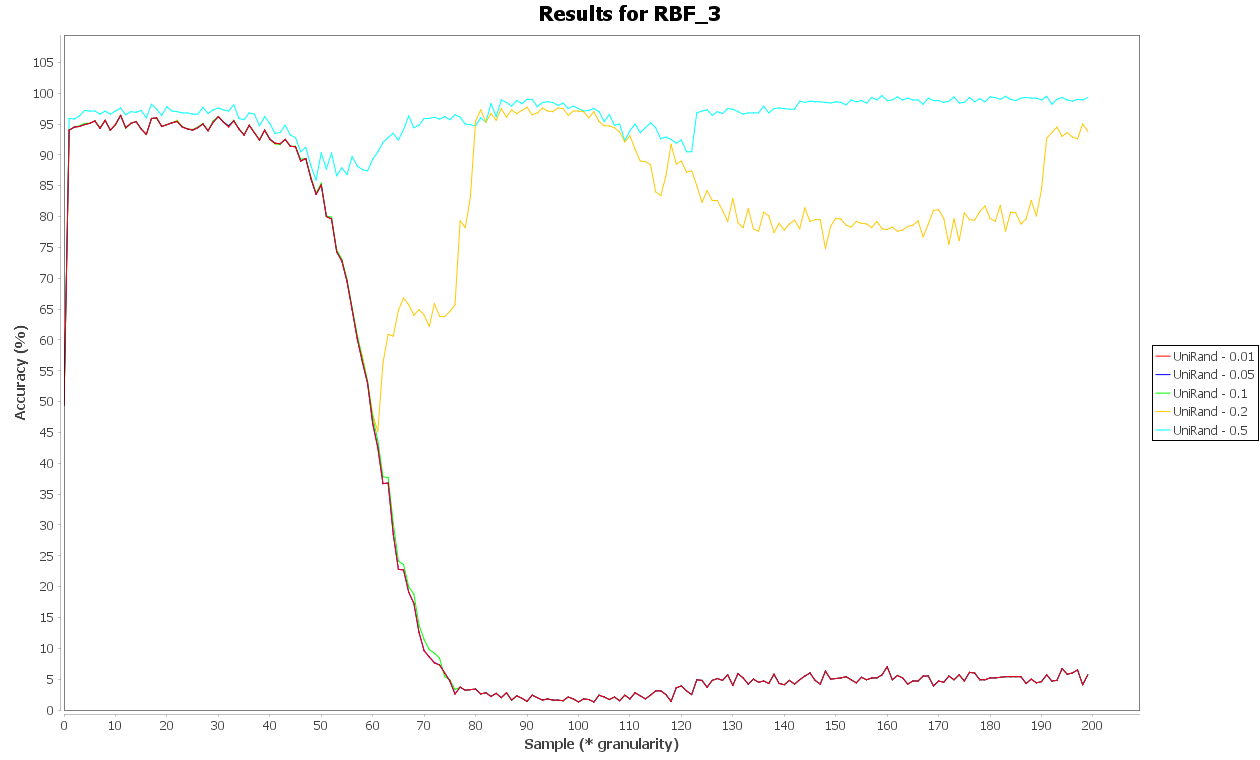 Results for RBF_3
Accuracy (%)
105
100
95
90
85
80
75
70
65
60
55
50
45
40
35
30
25
20
15
10
5
0
0 10 20 30 40 50 60 70 80 90 100 110 120 130 140 150 160 170 180 190 200
Sample (* granularity)
UniRand - 0.01
UniRand - 0.05
UniRand - 0.1
UniRand - 0.2
UniRand - 0.5